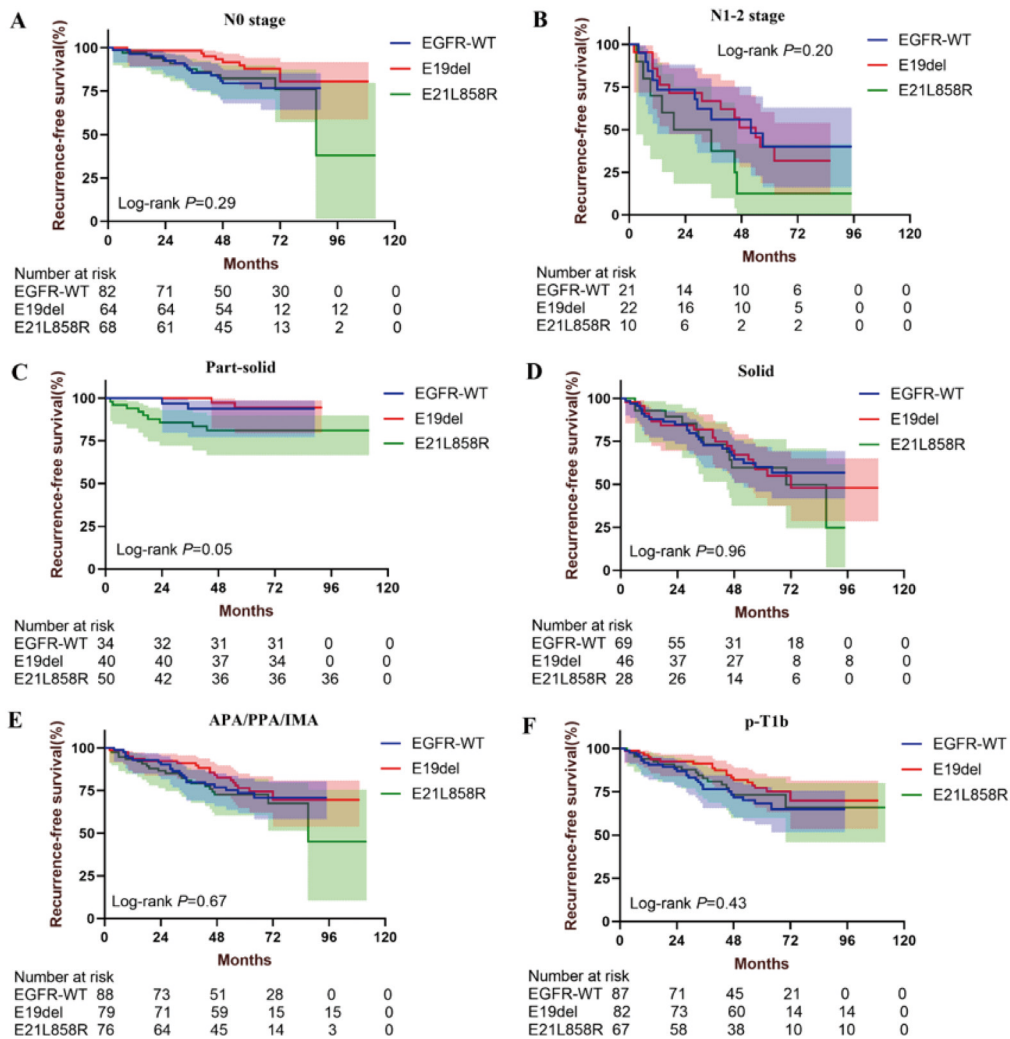 A
N0 stage
Recurrence-free survival(%)
100
75
50
25
0
EGFR-WT
E19del
E21L858R
Log-rank P=0.29
0 24 48 72 96 120
Months
Number at risk
EGFR-WT 82 71 50 30 0 0
E19del 64 64 54 12 12 0
E21L858R 68 61 45 13 2 0
B
N1-2 stage
Recurrence-free survival(%)
100
75
50
25
0
Log-rank P=0.20
EGFR-WT
E19del
E21L858R
0 24 48 72 96 120
Months
Number at risk
EGFR-WT 21 14 10 6 0 0
E19del 22 16 10 5 0 0
E21L858R 10 6 2 2 0 0
C
Part-solid
Recurrence-free survival(%)
100
75
50
25
0
EGFR-WT
E19del
E21L858R
Log-rank P=0.05
0 24 48 72 96 120
Months
Number at risk
EGFR-WT 34 32 31 31 0 0
E19del 40 40 37 34 0 0
E21L858R 50 42 36 36 36 0
D
Solid
Recurrence-free survival(%)
100
75
50
25
0
EGFR-WT
E19del
E21L858R
Log-rank P=0.96
0 24 48 72 96 120
Months
Number at risk
EGFR-WT 69 55 31 18 0 0
E19del 46 37 27 8 8 0
E21L858R 28 26 14 6 0 0
E
APA/PPA/IMA
Recurrence-free survival(%)
100
75
50
25
0
EGFR-WT
E19del
E21L858R
Log-rank P=0.67
0 24 48 72 96 120
Months
Number at risk
EGFR-WT 88 73 51 28 0 0
E19del 79 71 59 15 15 0
E21L858R 76 64 45 14 3 0
F
p-T1b
Recurrence-free survival(%)
100
75
50
25
0
EGFR-WT
E19del
E21L858R
Log-rank P=0.43
0 24 48 72 96 120
Months
Number at risk
EGFR-WT 87 71 45 21 0 0
E19del 82 73 60 14 14 0
E21L858R 67 58 38 10 10 0